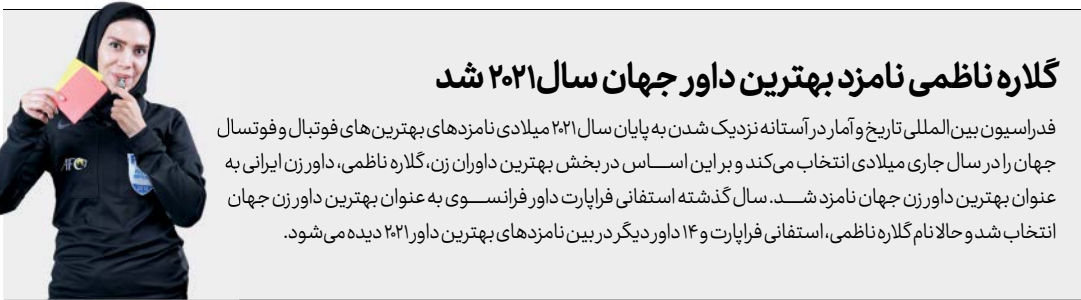 گلاره ناظمی نامزد بهترین داور جهان سال۲۰۲۱ شد
فدراسیون بین‌المللی تاریخ و آمار در آستانه نزدیک شدن به پایان سال ۲۰۲۱ میلادی نامزدهای بهترین‌های فوتبال و فوتسال
جهان را در سال جاری میلادی انتخاب می‌کند و بر این اســـاس در بخش بهترین داوران زن، گلاره ناظمی، داور زن ایرانی به
عنوان بهترین داور زن جهان نامزد شـــد. سال گذشته استفانی فراپارت داور فرانســـوی به عنوان بهترین داور زن جهان
انتخاب شد و حالا نام گلاره ناظمی، استفانی فراپارت و ۱۴ داور دیگر در بین نامزدهای بهترین داور ۲۰۲۱ دیده می‌شود.
AFC